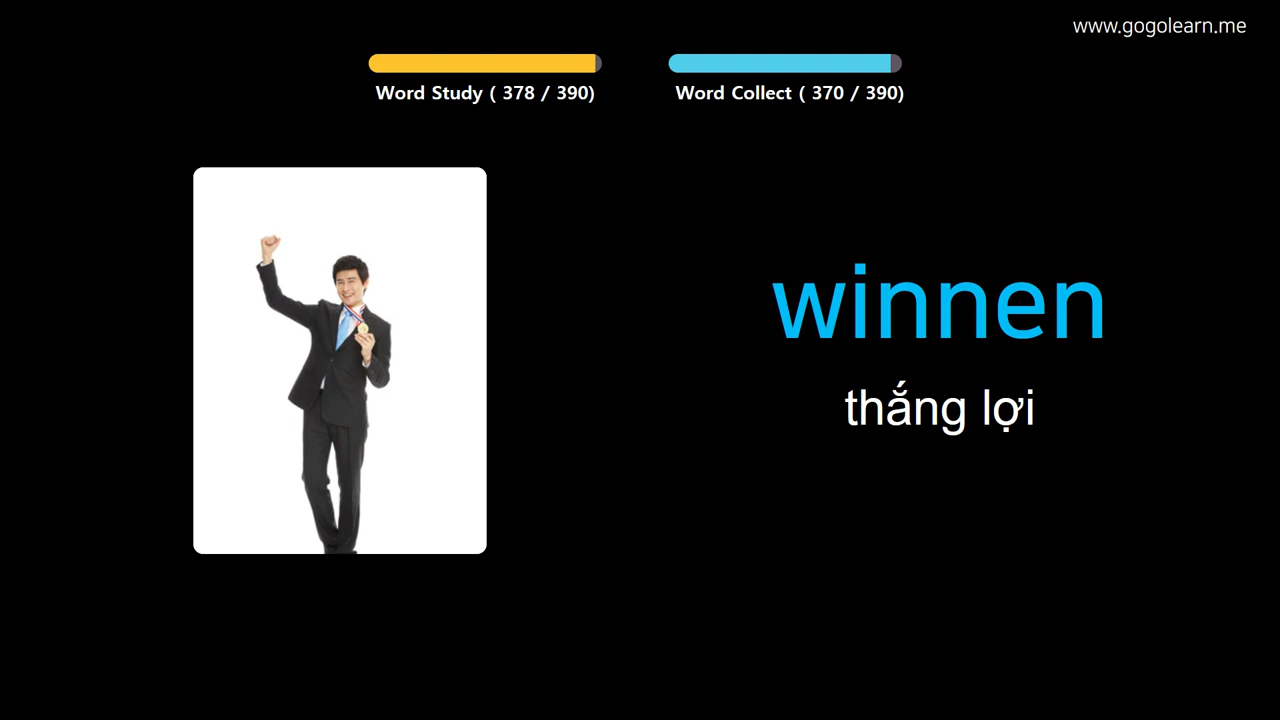 www.gogolearn.me
Word Study ( 378 / 390)
Word Collect ( 370 / 390)
winnen
thắng lợi